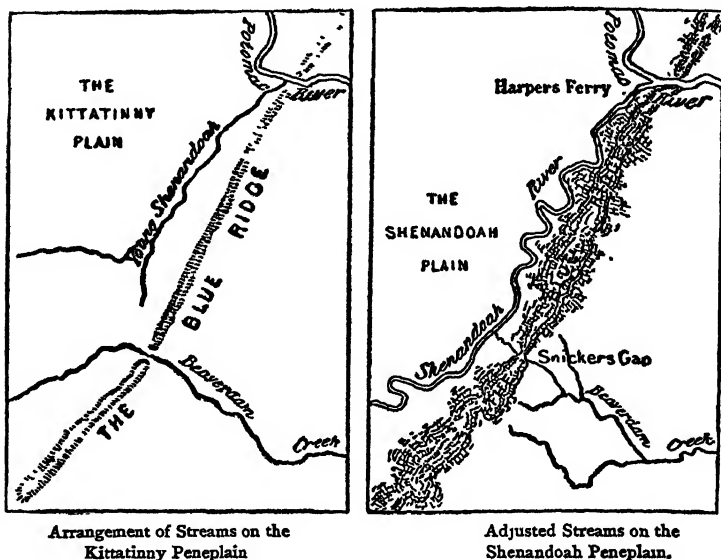 THE
KITTATINNY
PLAIN
Potomac
River
Young Shenandoah
THE BLUE RIDGE
Beaverdam
Creek
Arrangement of Streams on the
Kittatinny Peneplain
Potomac
Harpers Ferry
River
THE
SHENANDOAH
PLAIN
Shenandoah River
Snickers Gap
Beaverdam
Creek
Adjusted Streams on the
Shenandoah Peneplain.